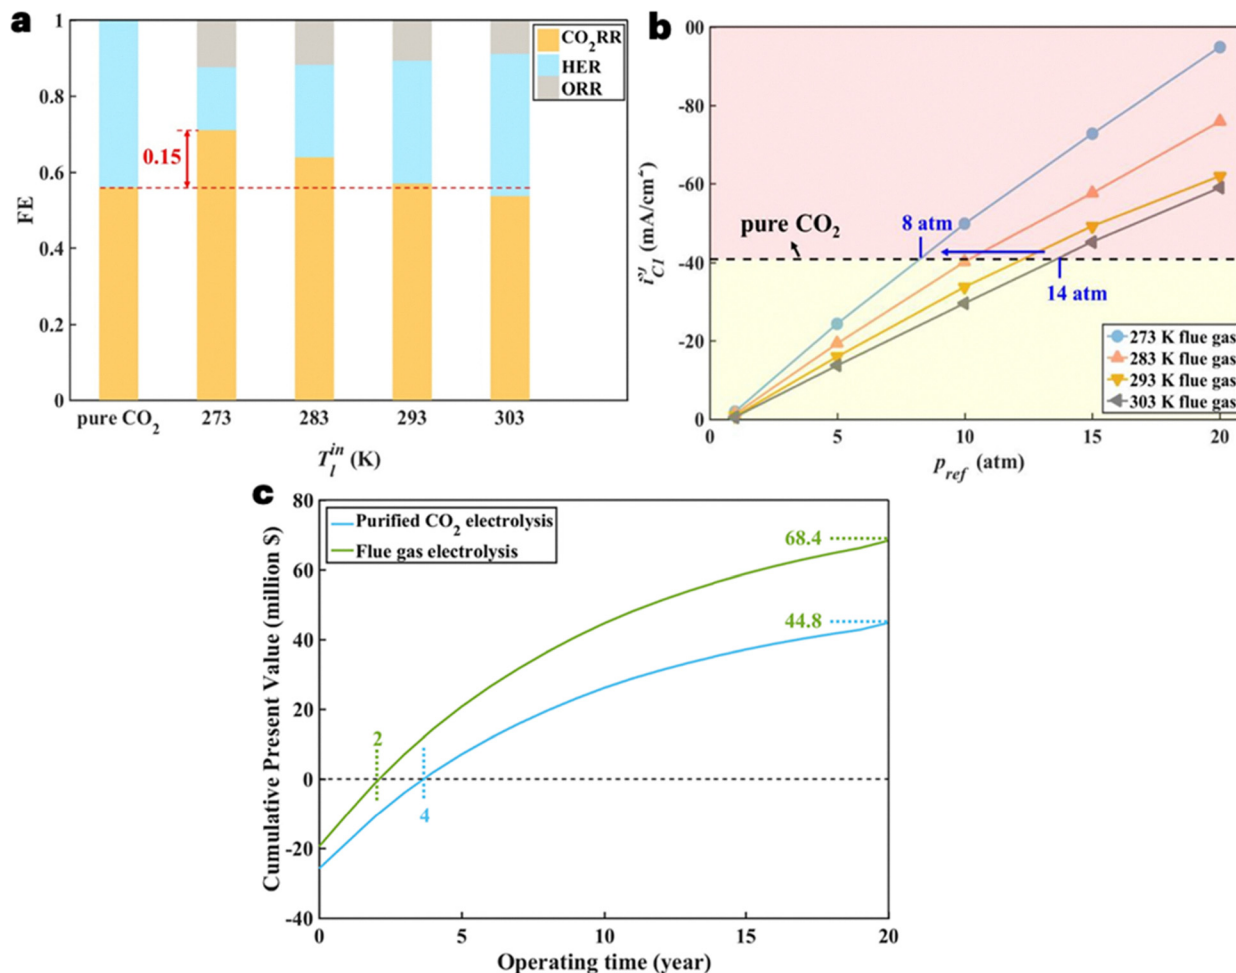 a
1
0.8
0.6
0.4
0.2
0
FE
0.15
CO2RR
HER
ORR
pure CO2 273 283 293 303
T_l^in (K)
b
00
-80
-60
-40
-20
0
(mA/cm²)
pure CO2
8 atm
14 atm
273 K flue gas
283 K flue gas
293 K flue gas
303 K flue gas
0 5 10 15 20
p_ref (atm)
c
80
60
40
20
0
-20
-40
Cumulative Present Value (million $)
Purified CO2 electrolysis
Flue gas electrolysis
68.4
44.8
2
4
0 5 10 15 20
Operating time (year)